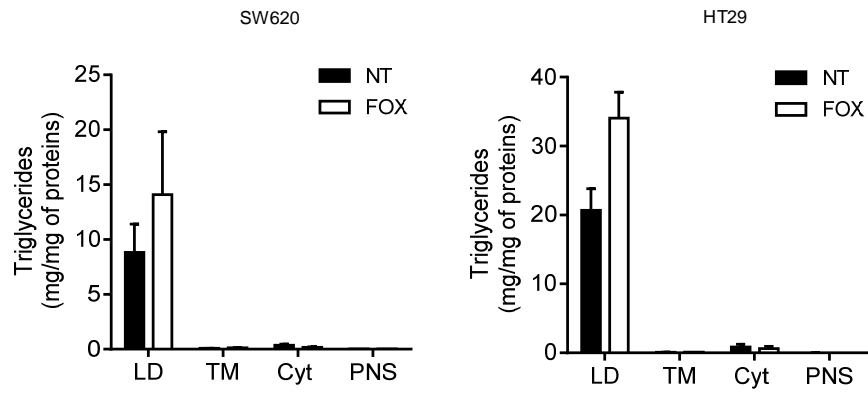 SW620
25
20
15
10
5
0
Triglycerides
(mg/mg of proteins)
NT
FOX
LD TM Cyt PNS
HT29
40
30
20
10
0
Triglycerides
(mg/mg of proteins)
NT
FOX
LD TM Cyt PNS